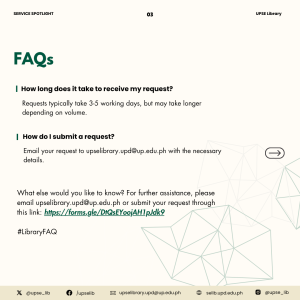 SERVICE SPOTLIGHT
03
UPSE Library
FAQs
How long does it take to receive my request?
Requests typically take 3-5 working days, but may take longer
depending on volume.
How do I submit a request?
Email your request to upselibrary.upd@up.edu.ph with the necessary
details.
What else would you like to know? For further assistance, please
email upselibrary.upd@up.edu.ph or submit your request through
this link:
#LibraryFAQ
@upse_lib
/upselib
upselibrary.upd@up.edu.ph
selib.upd.edu.ph
@upse_lib